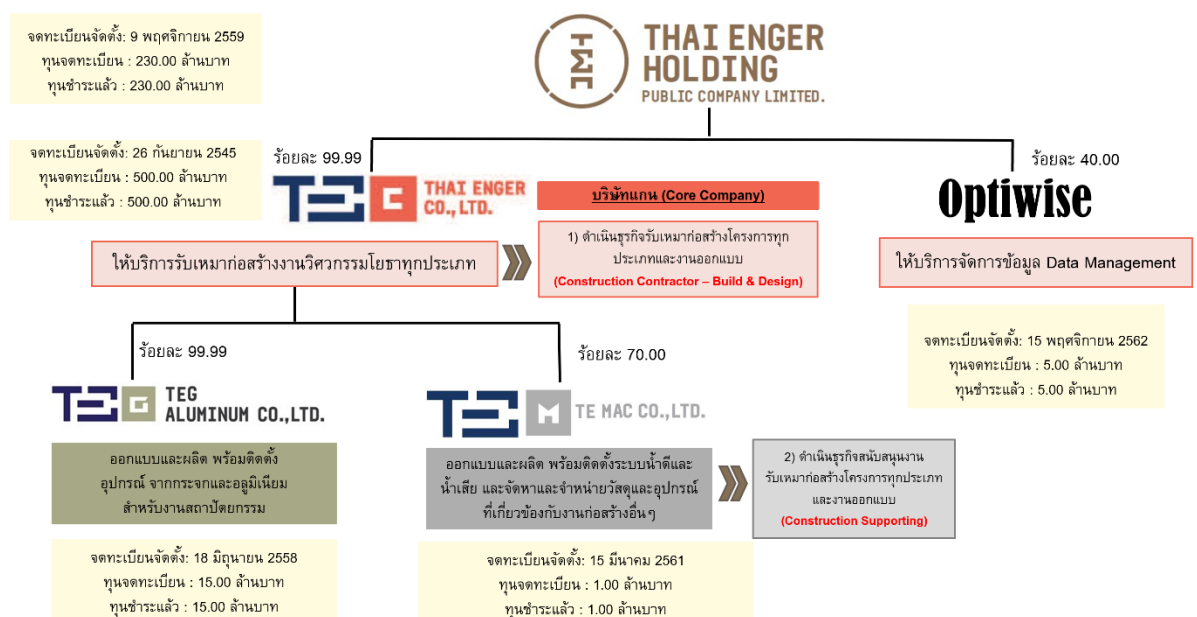 จดทะเบียนจัดตั้ง: 9 พฤศจิกายน 2559
ทุนจดทะเบียน : 230.00 ล้านบาท
ทุนชำระแล้ว : 230.00 ล้านบาท
THAI ENGER
HOLDING
PUBLIC COMPANY LIMITED.
จดทะเบียนจัดตั้ง: 26 กันยายน 2545
ทุนจดทะเบียน : 500.00 ล้านบาท
ทุนชำระแล้ว : 500.00 ล้านบาท
ร้อยละ 99.99
TEC THAI ENGER
CO., LTD.
บริษัทแกน (Core Company)
1) ดำเนินธุรกิจรับเหมาก่อสร้างโครงการทุก
ประเภทและงานออกแบบ
(Construction Contractor – Build & Design)
ให้บริการรับเหมาก่อสร้างงานวิศวกรรมโยธาทุกประเภท
ร้อยละ 40.00
Optiwise
ให้บริการจัดการข้อมูล Data Management
จดทะเบียนจัดตั้ง: 15 พฤศจิกายน 2562
ทุนจดทะเบียน : 5.00 ล้านบาท
ทุนชำระแล้ว : 5.00 ล้านบาท
ร้อยละ 99.99
TEG TEG
ALUMINUM CO.,LTD.
ออกแบบและผลิต พร้อมติดตั้ง
อุปกรณ์ จากกระจกและอลูมิเนียม
สำหรับงานสถาปัตยกรรม
จดทะเบียนจัดตั้ง: 18 มิถุนายน 2558
ทุนจดทะเบียน : 15.00 ล้านบาท
ทุนชำระแล้ว : 15.00 ล้านบาท
ร้อยละ 70.00
TEM TE MAC CO.,LTD.
ออกแบบและผลิต พร้อมติดตั้งระบบน้ำดีและ
น้ำเสีย และจัดหาและจำหน่ายวัสดุและอุปกรณ์
ที่เกี่ยวข้องกับงานก่อสร้างอื่นๆ
2) ดำเนินธุรกิจสนับสนุนงาน
รับเหมาก่อสร้างโครงการทุกประเภท
และงานออกแบบ
(Construction Supporting)
จดทะเบียนจัดตั้ง: 15 มีนาคม 2561
ทุนจดทะเบียน : 1.00 ล้านบาท
ทุนชำระแล้ว : 1.00 ล้านบาท